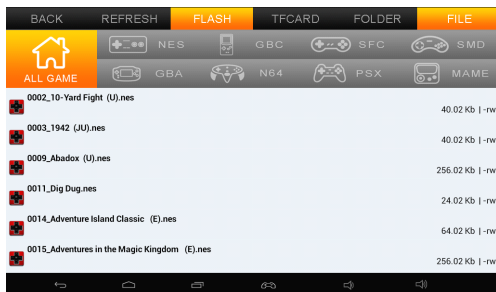 BACK REFRESH FLASH TFCARD FOLDER FILE
NES GBC SFC SMD
ALL GAME GBA N64 PSX MAME
0002_10-Yard Fight (U).nes
40.02 Kb | -rw
0003_1942 (JU).nes
40.02 Kb | -rw
0009_Abadox (U).nes
256.02 Kb | -rw
0011_Dig Dug.nes
24.02 Kb | -rw
0014_Adventure Island Classic (E).nes
64.02 Kb | -rw
0015_Adventures in the Magic Kingdom (E).nes
256.02 Kb | -rw